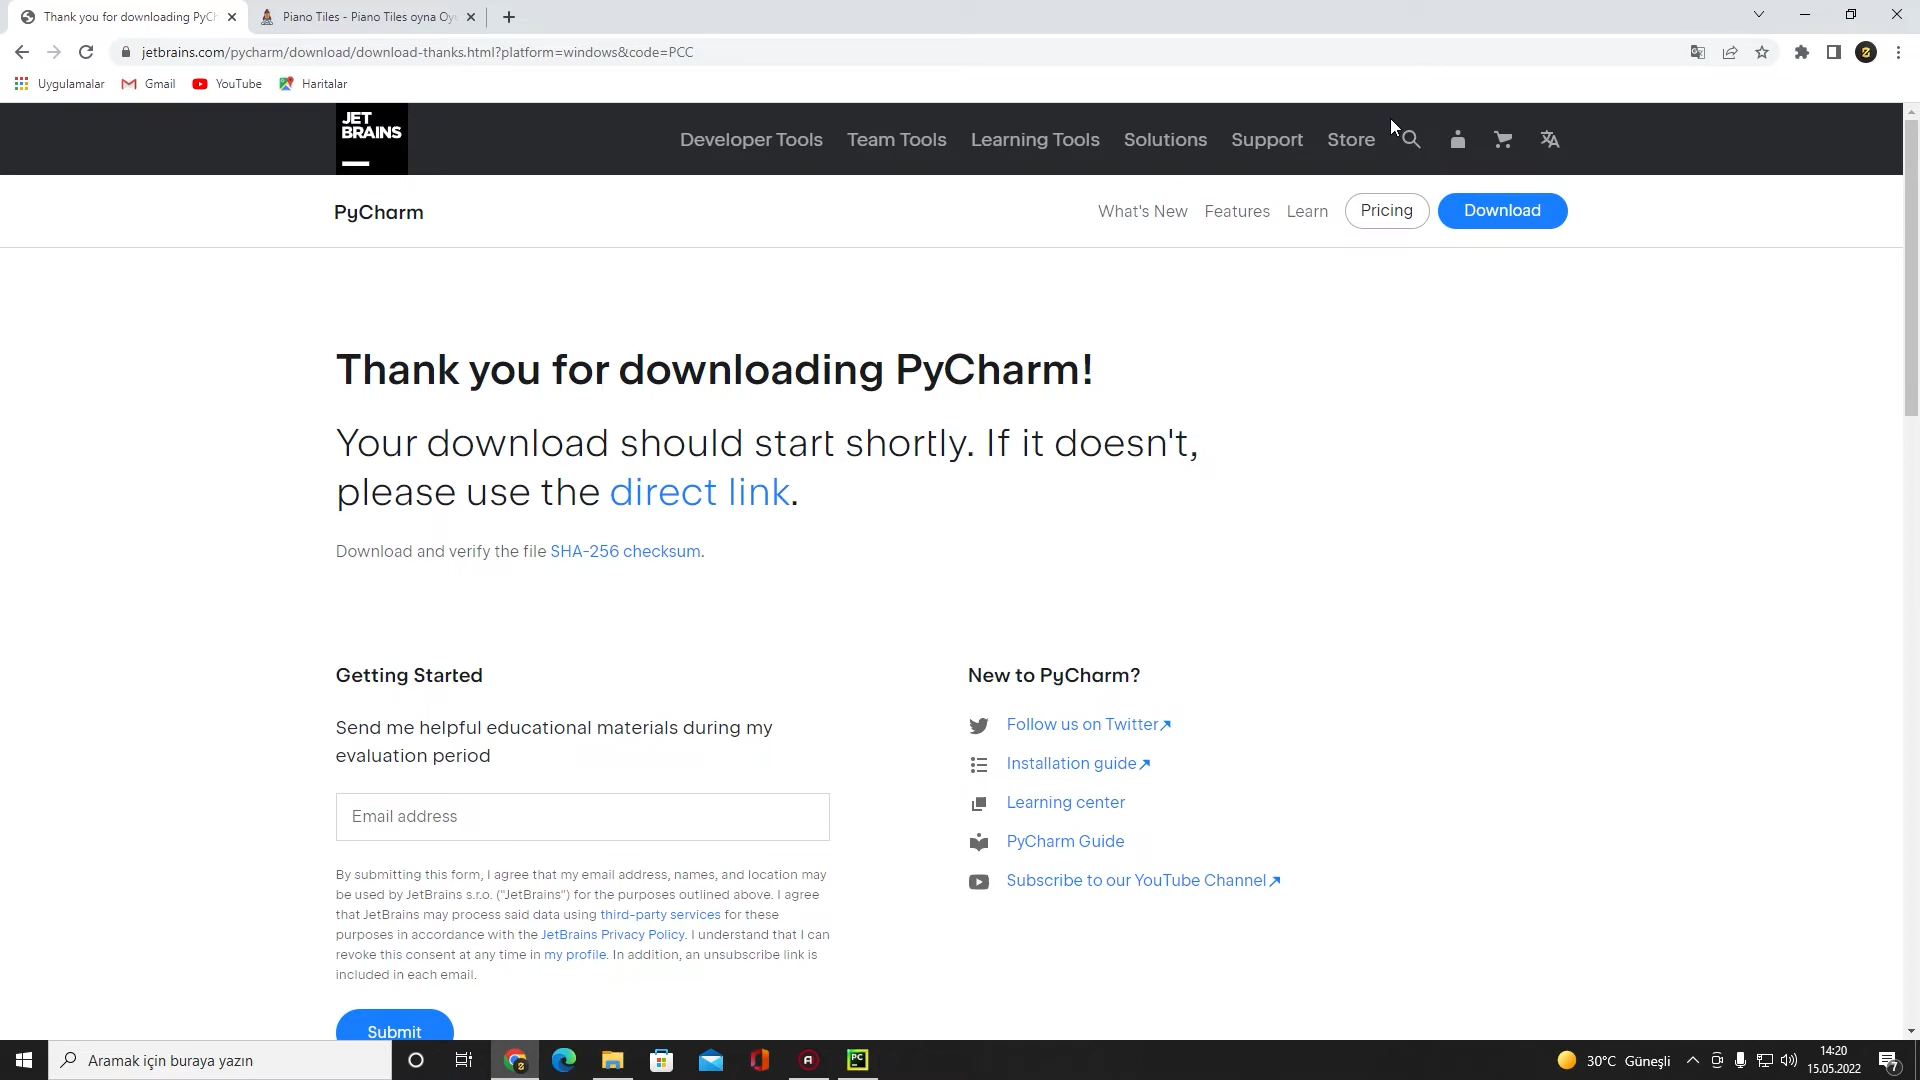 Thank you for downloading PyCh
Piano Tiles - Piano Tiles oyna Oyu
jetbrains.com/pycharm/download/download-thanks.html?platform=windows&code=PCC
Uygulamalar
Gmail
YouTube
Haritalar
JET
BRAINS
Developer Tools
Team Tools
Learning Tools
Solutions
Support
Store
PyCharm
What's New
Features
Learn
Pricing
Download
Thank you for downloading PyCharm!
Your download should start shortly. If it doesn't,
please use the direct link.
Download and verify the file SHA-256 checksum.
Getting Started
Send me helpful educational materials during my
evaluation period
Email address
By submitting this form, I agree that my email address, names, and location may
be used by JetBrains s.r.o. ("JetBrains") for the purposes outlined above. I agree
that JetBrains may process said data using third-party services for these
purposes in accordance with the JetBrains Privacy Policy. I understand that I can
revoke this consent at any time in my profile. In addition, an unsubscribe link is
included in each email.
Submit
New to PyCharm?
Follow us on Twitter↗
Installation guide↗
Learning center
PyCharm Guide
Subscribe to our YouTube Channel↗
Aramak için buraya yazın
PC
30°C Güneşli
14:20
15.05.2022
7